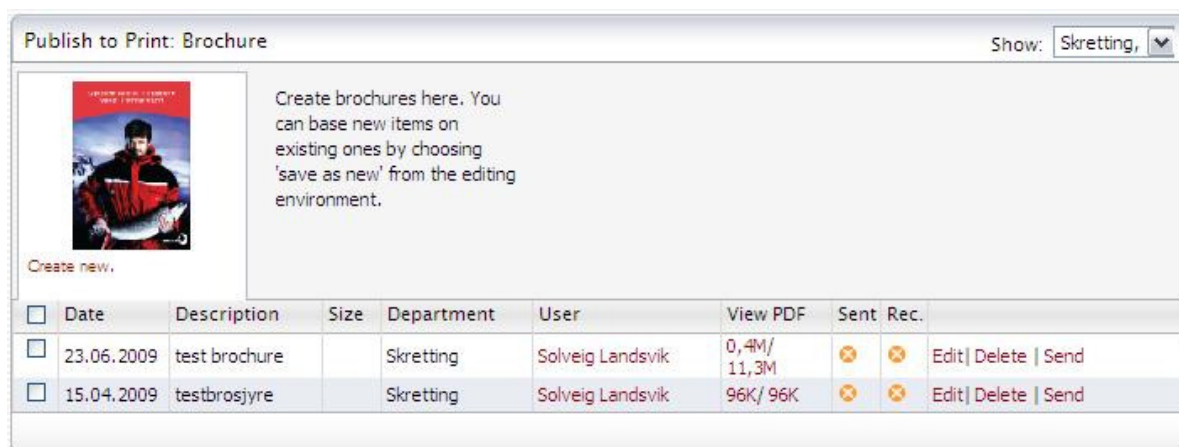 Publish to Print: Brochure
Show: Skretting,
Create brochures here. You
can base new items on
existing ones by choosing
'save as new' from the editing
environment.
Create new.
Date Description Size Department User View PDF Sent Rec.
23.06.2009 test brochure Skretting Solveig Landsvik 0,4M/
11,3M Edit| Delete | Send
15.04.2009 testbrosjyre Skretting Solveig Landsvik 96K/ 96K Edit| Delete | Send